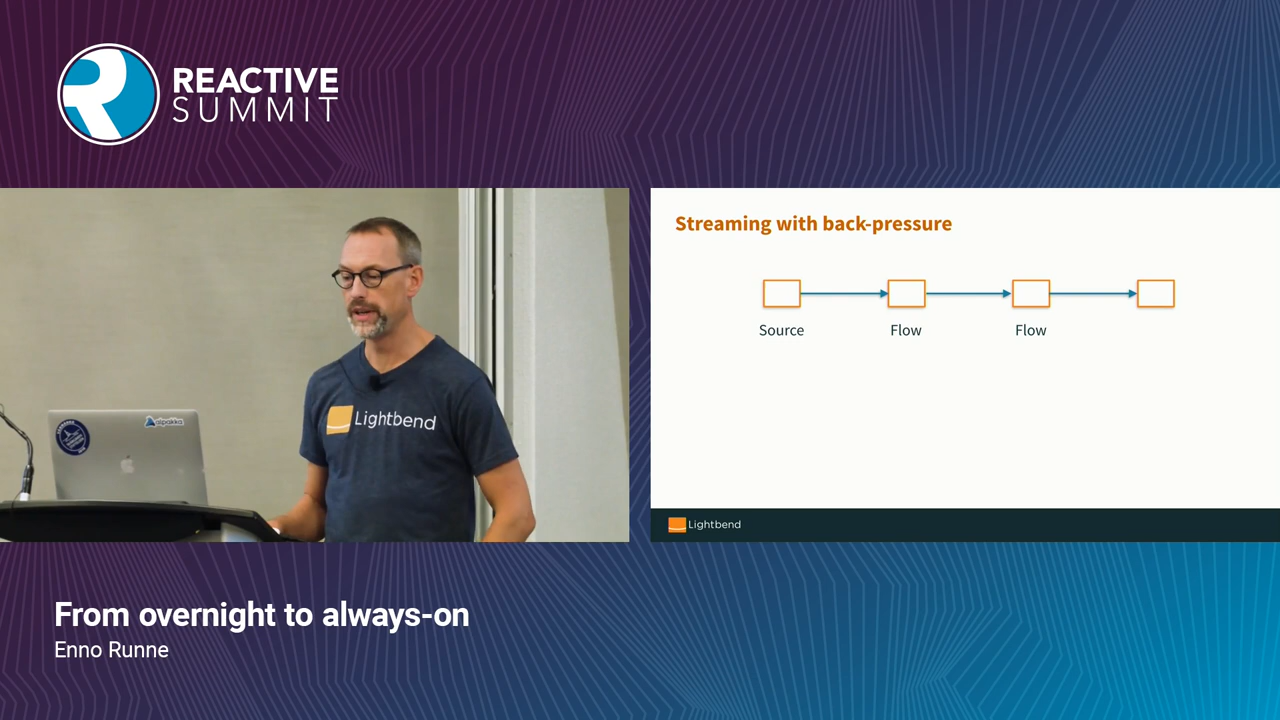 REACTIVE
SUMMIT
Streaming with back-pressure
Source
Flow
Flow
alpakka
Lightbend
Lightbend
From overnight to always-on
Enno Runne